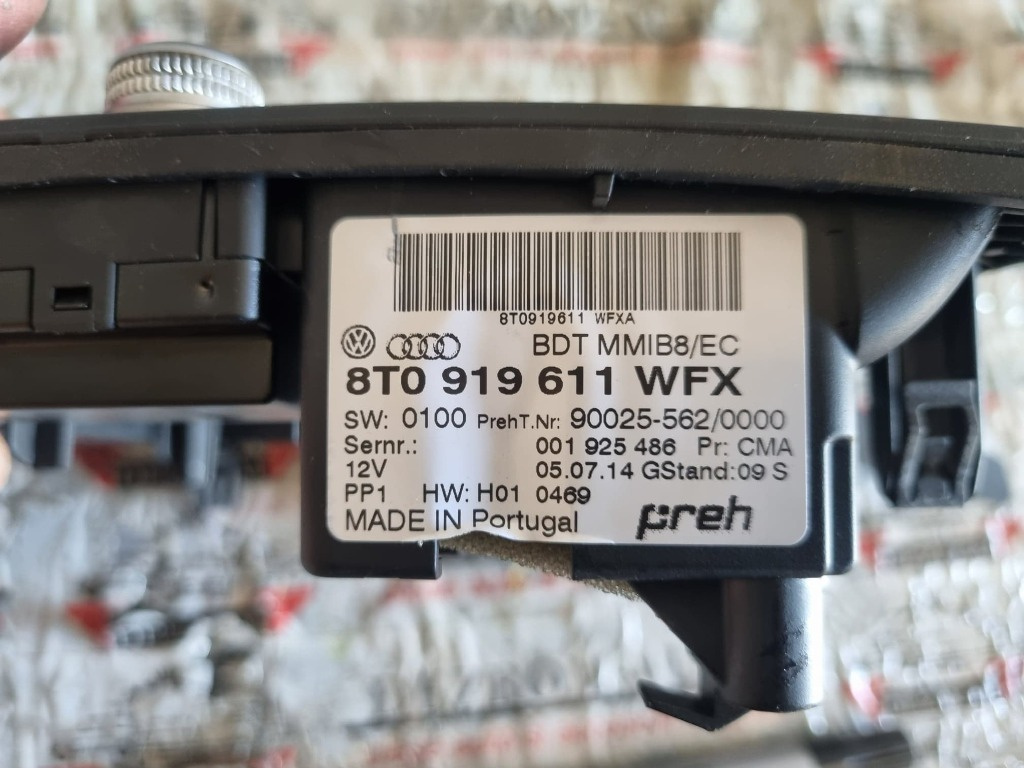 8T0919611 WFXA
BDT MMIB8/EC
8T0 919 611 WFX
SW: 0100 PrehT.Nr: 90025-562/0000
Sernr.: 001 925 486 Pr: CMA
12V 05.07.14 GStand:09 S
PP1 HW: H01 0469
MADE IN Portugal preh